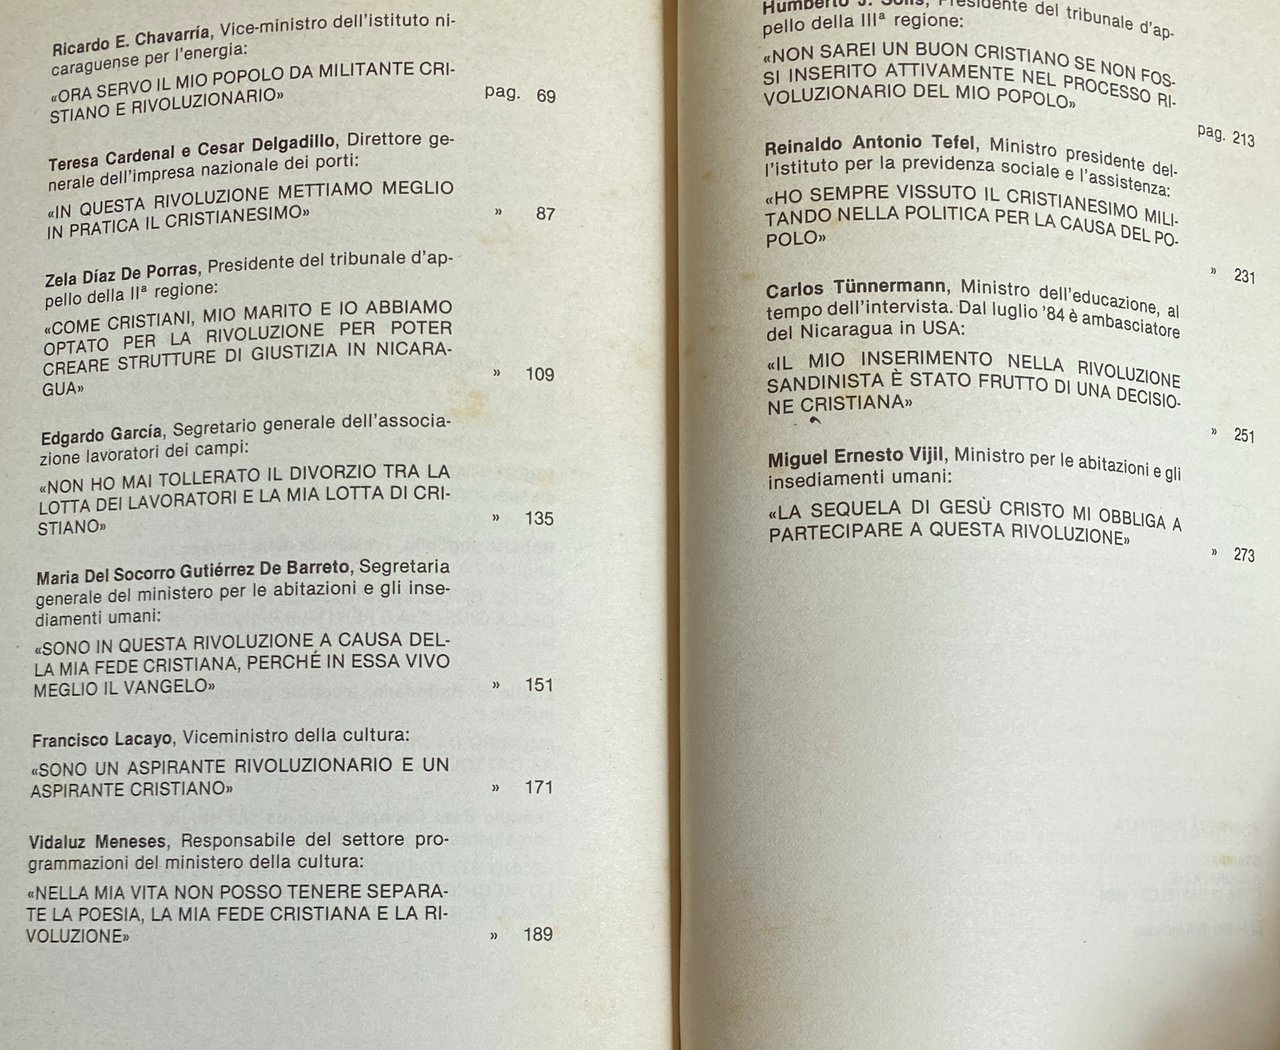 Ricardo E. Chavarría, Vice-ministro dell'istituto ni-
caraguense per l'energia:
«ORA SERVO IL MIO POPOLO DA MILITANTE CRI-
STIANO E RIVOLUZIONARIO» pag. 69
Teresa Cardenal e Cesar Delgadillo, Direttore ge-
nerale dell'impresa nazionale dei porti:
«IN QUESTA RIVOLUZIONE METTIAMO MEGLIO
IN PRATICA IL CRISTIANESIMO» » 87
Zela Díaz De Porras, Presidente del tribunale d'ap-
pello della IIª regione:
«COME CRISTIANI, MIO MARITO E IO ABBIAMO
OPTATO PER LA RIVOLUZIONE PER POTER
CREARE STRUTTURE DI GIUSTIZIA IN NICARA-
GUA» » 109
Edgardo García, Segretario generale dell'associa-
zione lavoratori dei campi:
«NON HO MAI TOLLERATO IL DIVORZIO TRA LA
LOTTA DEI LAVORATORI E LA MIA LOTTA DI CRI-
STIANO» » 135
Maria Del Socorro Gutiérrez De Barreto, Segretaria
generale del ministero per le abitazioni e gli inse-
diamenti umani:
«SONO IN QUESTA RIVOLUZIONE A CAUSA DEL-
LA MIA FEDE CRISTIANA, PERCHÉ IN ESSA VIVO
MEGLIO IL VANGELO» » 151
Francisco Lacayo, Viceministro della cultura:
«SONO UN ASPIRANTE RIVOLUZIONARIO E UN
ASPIRANTE CRISTIANO» » 171
Vidaluz Meneses, Responsabile del settore pro-
grammazioni del ministero della cultura:
«NELLA MIA VITA NON POSSO TENERE SEPARA-
TE LA POESIA, LA MIA FEDE CRISTIANA E LA RI-
VOLUZIONE» » 189
Humberto J. Solís, Presidente del tribunale d'ap-
pello della IIIª regione:
«NON SAREI UN BUON CRISTIANO SE NON FOS-
SI INSERITO ATTIVAMENTE NEL PROCESSO RI-
VOLUZIONARIO DEL MIO POPOLO» pag. 213
Reinaldo Antonio Tefel, Ministro presidente del-
l'istituto per la previdenza sociale e l'assistenza:
«HO SEMPRE VISSUTO IL CRISTIANESIMO MILI-
TANDO NELLA POLITICA PER LA CAUSA DEL PO-
POLO» » 231
Carlos Tünnermann, Ministro dell'educazione, al
tempo dell'intervista. Dal luglio '84 è ambasciatore
del Nicaragua in USA:
«IL MIO INSERIMENTO NELLA RIVOLUZIONE
SANDINISTA È STATO FRUTTO DI UNA DECISIO-
NE CRISTIANA» » 251
Miguel Ernesto Vijil, Ministro per le abitazioni e gli
insediamenti umani:
«LA SEQUELA DI GESÙ CRISTO MI OBBLIGA A
PARTECIPARE A QUESTA RIVOLUZIONE» » 273